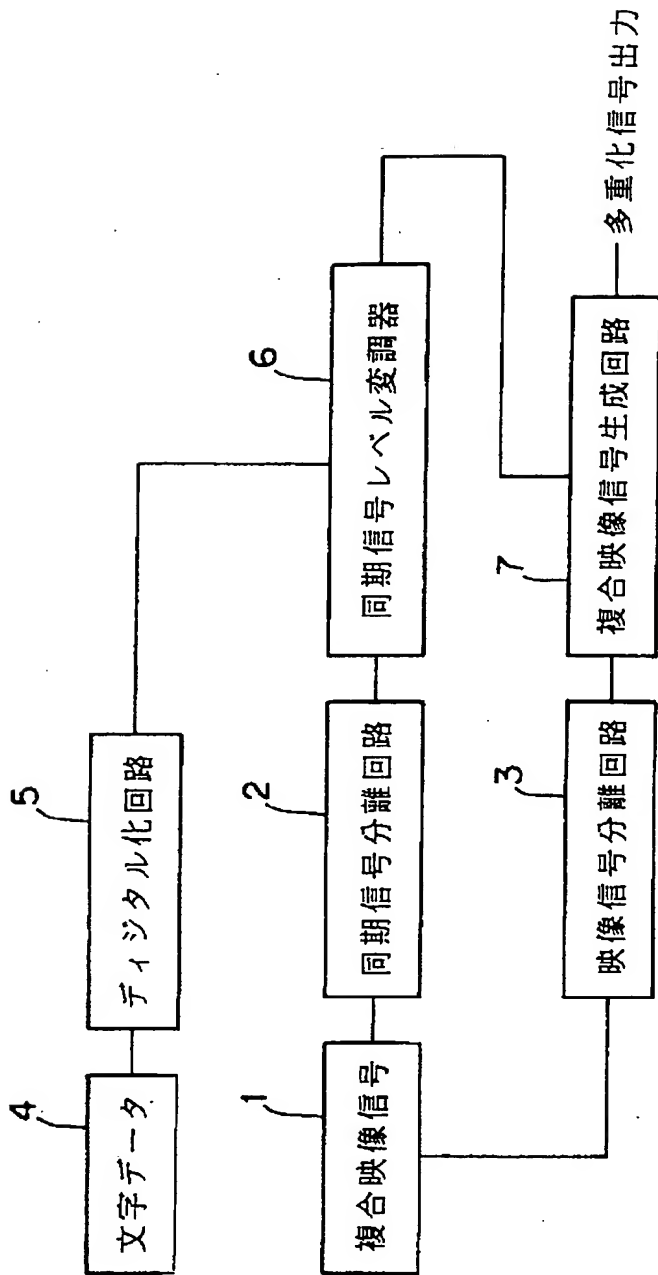 4
文字データ
5
ディジタル化回路
1
複合映像信号
2
同期信号分離回路
6
同期信号レベル変調器
3
映像信号分離回路
7
複合映像信号生成回路
多重化信号出力